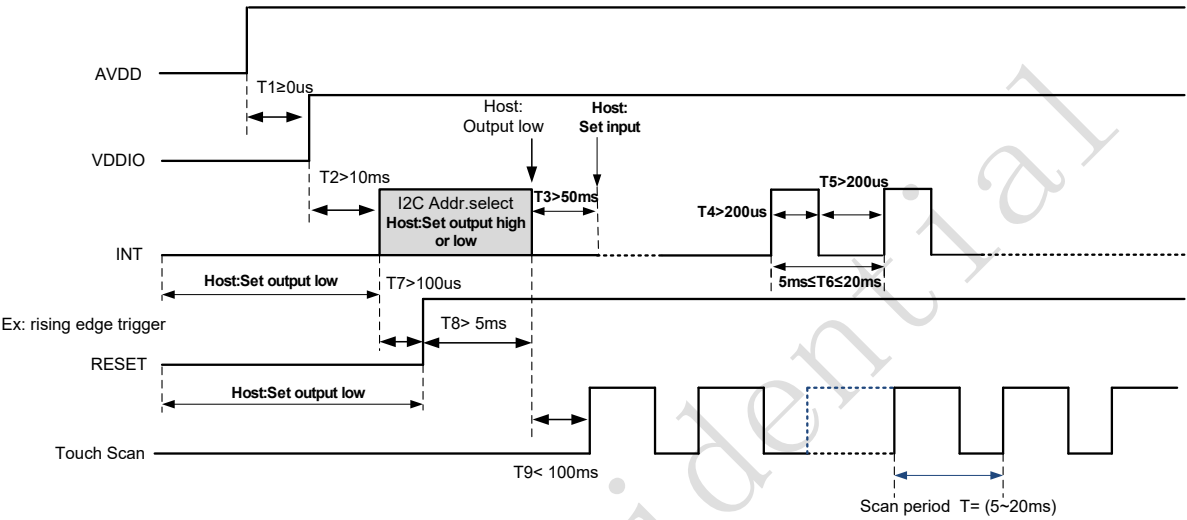 AVDD
T1≥0us
VDDIO
Host:
Output low
Host:
Set input
T2>10ms
I2C Addr.select
Host:Set output high
or low
T3>50ms
T4>200us
T5>200us
INT
Host:Set output low
T7>100us
5ms≤T6≤20ms
Ex: rising edge trigger
T8> 5ms
RESET
Host:Set output low
Touch Scan
T9< 100ms
Scan period T= (5~20ms)
idential